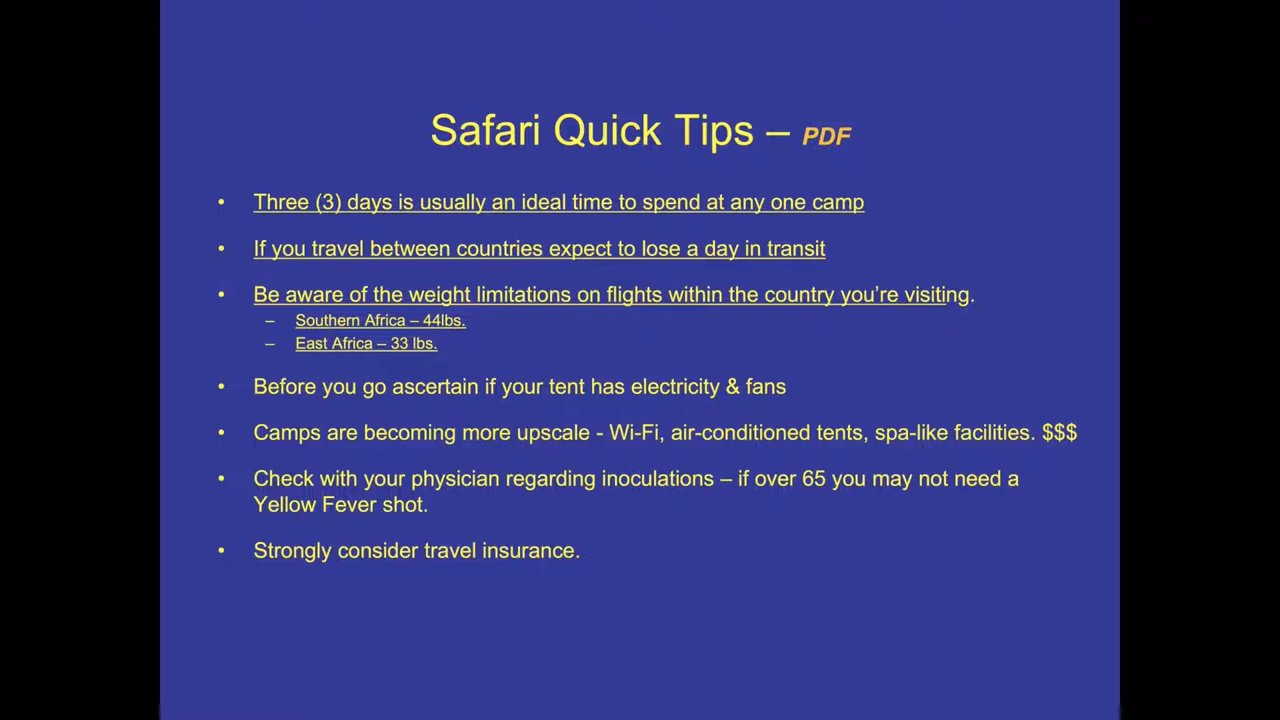 Safari Quick Tips – PDF
• Three (3) days is usually an ideal time to spend at any one camp
• If you travel between countries expect to lose a day in transit
• Be aware of the weight limitations on flights within the country you’re visiting.
– Southern Africa – 44lbs.
– East Africa – 33 lbs.
• Before you go ascertain if your tent has electricity & fans
• Camps are becoming more upscale - Wi-Fi, air-conditioned tents, spa-like facilities. $$$
• Check with your physician regarding inoculations – if over 65 you may not need a
Yellow Fever shot.
• Strongly consider travel insurance.